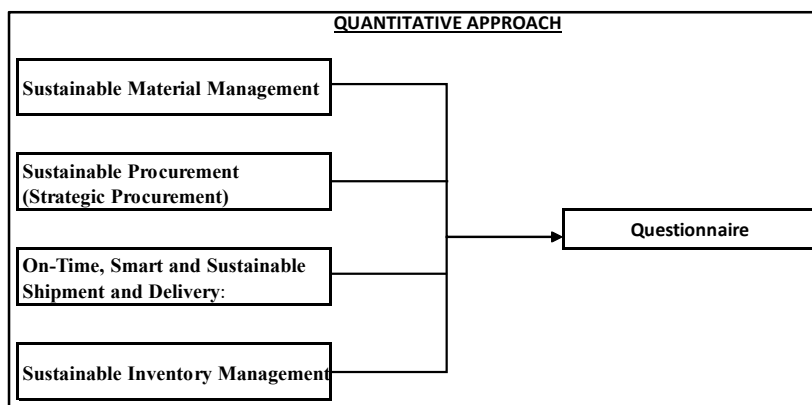 QUANTITATIVE APPROACH
Sustainable Material Management
Sustainable Procurement
(Strategic Procurement)
On-Time, Smart and Sustainable
Shipment and Delivery:
Sustainable Inventory Management
Questionnaire